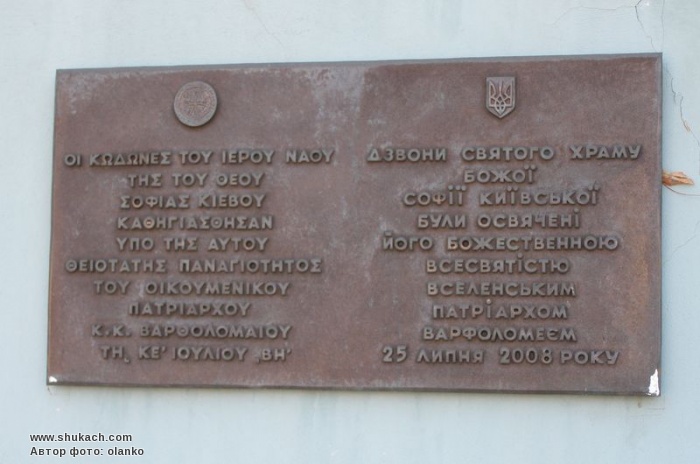 ΟΙ ΚΩΔΩΝΕΣ ΤΟΥ ΙΕΡΟΥ ΝΑΟΥ
ΤΗΣ ΤΟΥ ΘΕΟΥ
ΣΟΦΙΑΣ ΚΙΕΒΟΥ
ΚΑΘΗΓΙΑΣΘΗΣΑΝ
ΥΠΟ ΤΗΣ ΑΥΤΟΥ
ΘΕΙΟΤΑΤΗΣ ΠΑΝΑΓΙΟΤΗΤΟΣ
ΤΟΥ ΟΙΚΟΥΜΕΝΙΚΟΥ
ΠΑΤΡΙΑΡΧΟΥ
Κ.Κ. ΒΑΡΘΟΛΟΜΑΙΟΥ
ΤΗ, ΚΕ' ΙΟΥΛΙΟΥ ,ΒΗ'
ДЗВОНИ СВЯТОГО ХРАМУ
БОЖОЇ
СОФІЇ КИЇВСЬКОЇ
БУЛИ ОСВЯЧЕНІ
ЙОГО БОЖЕСТВЕННОЮ
ВСЕСВЯТІСТЮ
ВСЕЛЕНСЬКИМ
ПАТРІАРХОМ
ВАРФОЛОМЕЄМ
25 ЛИПНЯ 2008 РОКУ
www.shukach.com
Автор фото: olanko